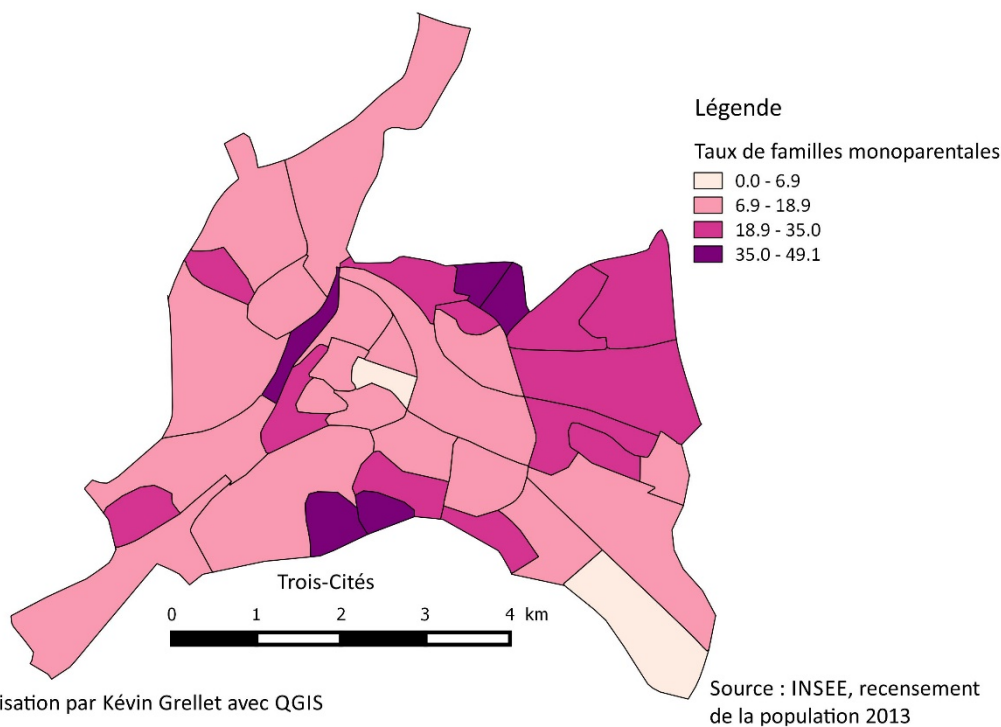 Légende
Taux de familles monoparentales
0.0 - 6.9
6.9 - 18.9
18.9 - 35.0
35.0 - 49.1
Trois-Cités
0 1 2 3 4 km
isation par Kévin Grellet avec QGIS
Source : INSEE, recensement
de la population 2013